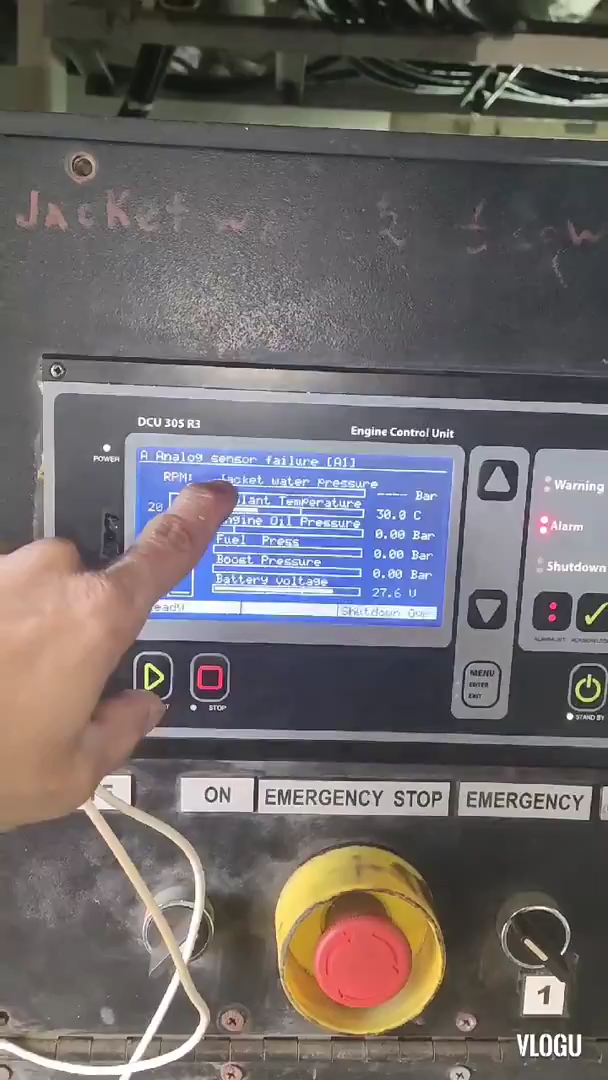 Jacket
DCU 305 R3
Engine Control Unit
POWER
A Analog sensor failure [A1]
RPM:
Jacket water pressure
---- Bar
20
Temperature
30.0 C
Engine Oil Pressure
0.00 Bar
Fuel Press
0.00 Bar
Boost Pressure
0.00 Bar
Battery voltage
27.6 V
Shutdown Ovr
Warning
Alarm
Shutdown
STOP
MENU
ENTER
EXIT
STAND BY
ON
EMERGENCY STOP
EMERGENCY
1
VLOGU